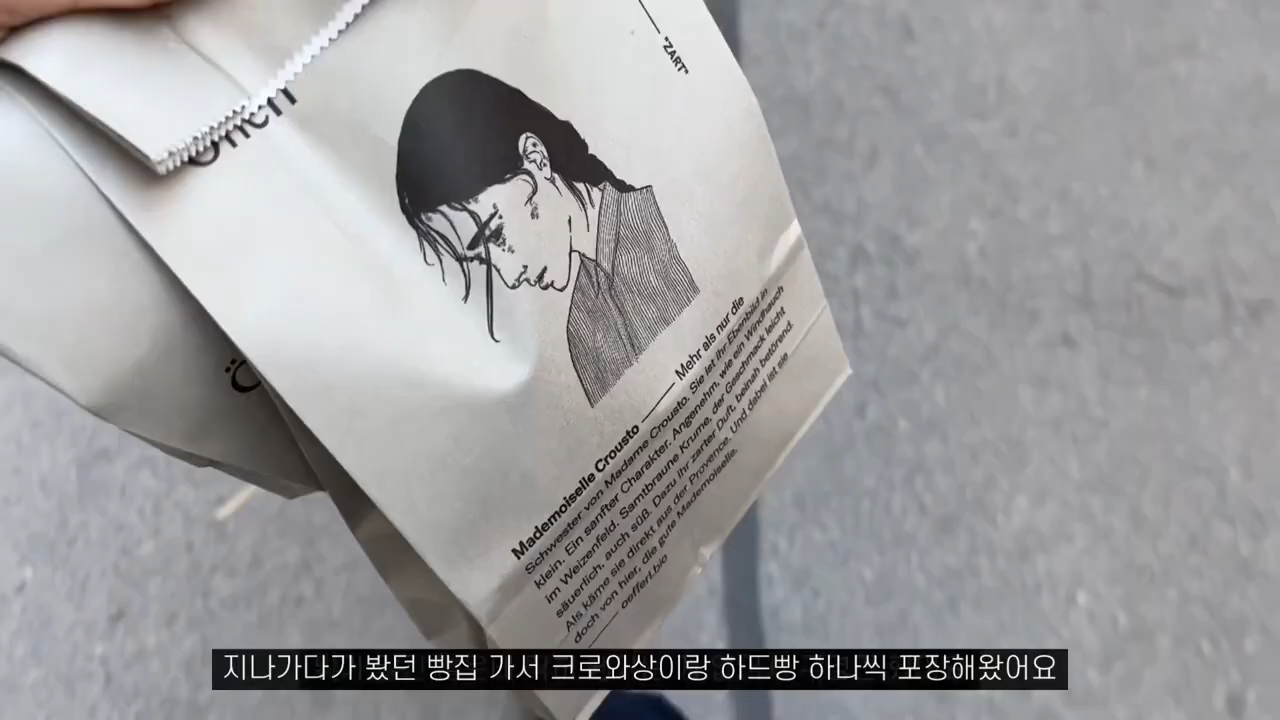 "ZART"
Mademoiselle Crousto — Mehr als nur die
Schwester von Madame Crousto. Sie ist ihr Ebenbild in
klein. Ein sanfter Charakter. Angenehm, wie ein Windhauch
im Weizenfeld. Samtbraune Krume, der Geschmack leicht
säuerlich, auch süß. Dazu ihr zarter Duft, beinah betörend.
Als käme sie direkt aus der Provence. Und dabei ist sie
doch von hier, die gute Mademoiselle.
— oefferl.bio
지나가다가 봤던 빵집 가서 크로와상이랑 하드빵 하나씩 포장해왔어요